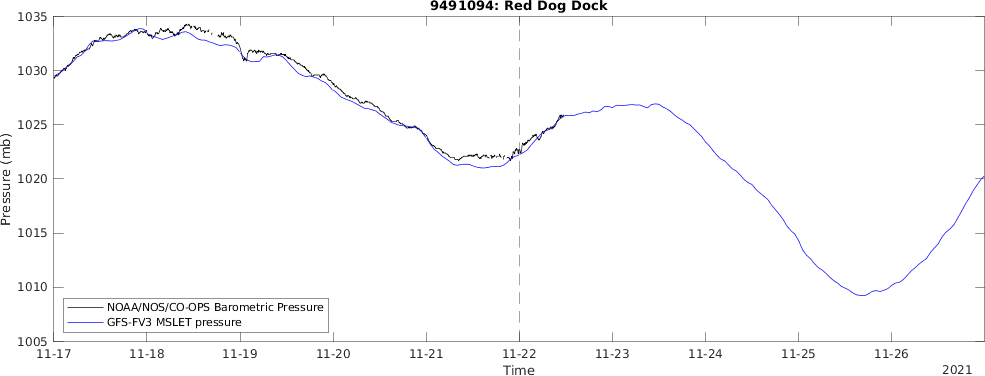 9491094: Red Dog Dock
Pressure (mb)
1035
1030
1025
1020
1015
1010
1005
NOAA/NOS/CO-OPS Barometric Pressure
GFS-FV3 MSLET pressure
11-17 11-18 11-19 11-20 11-21 11-22 11-23 11-24 11-25 11-26
Time
2021